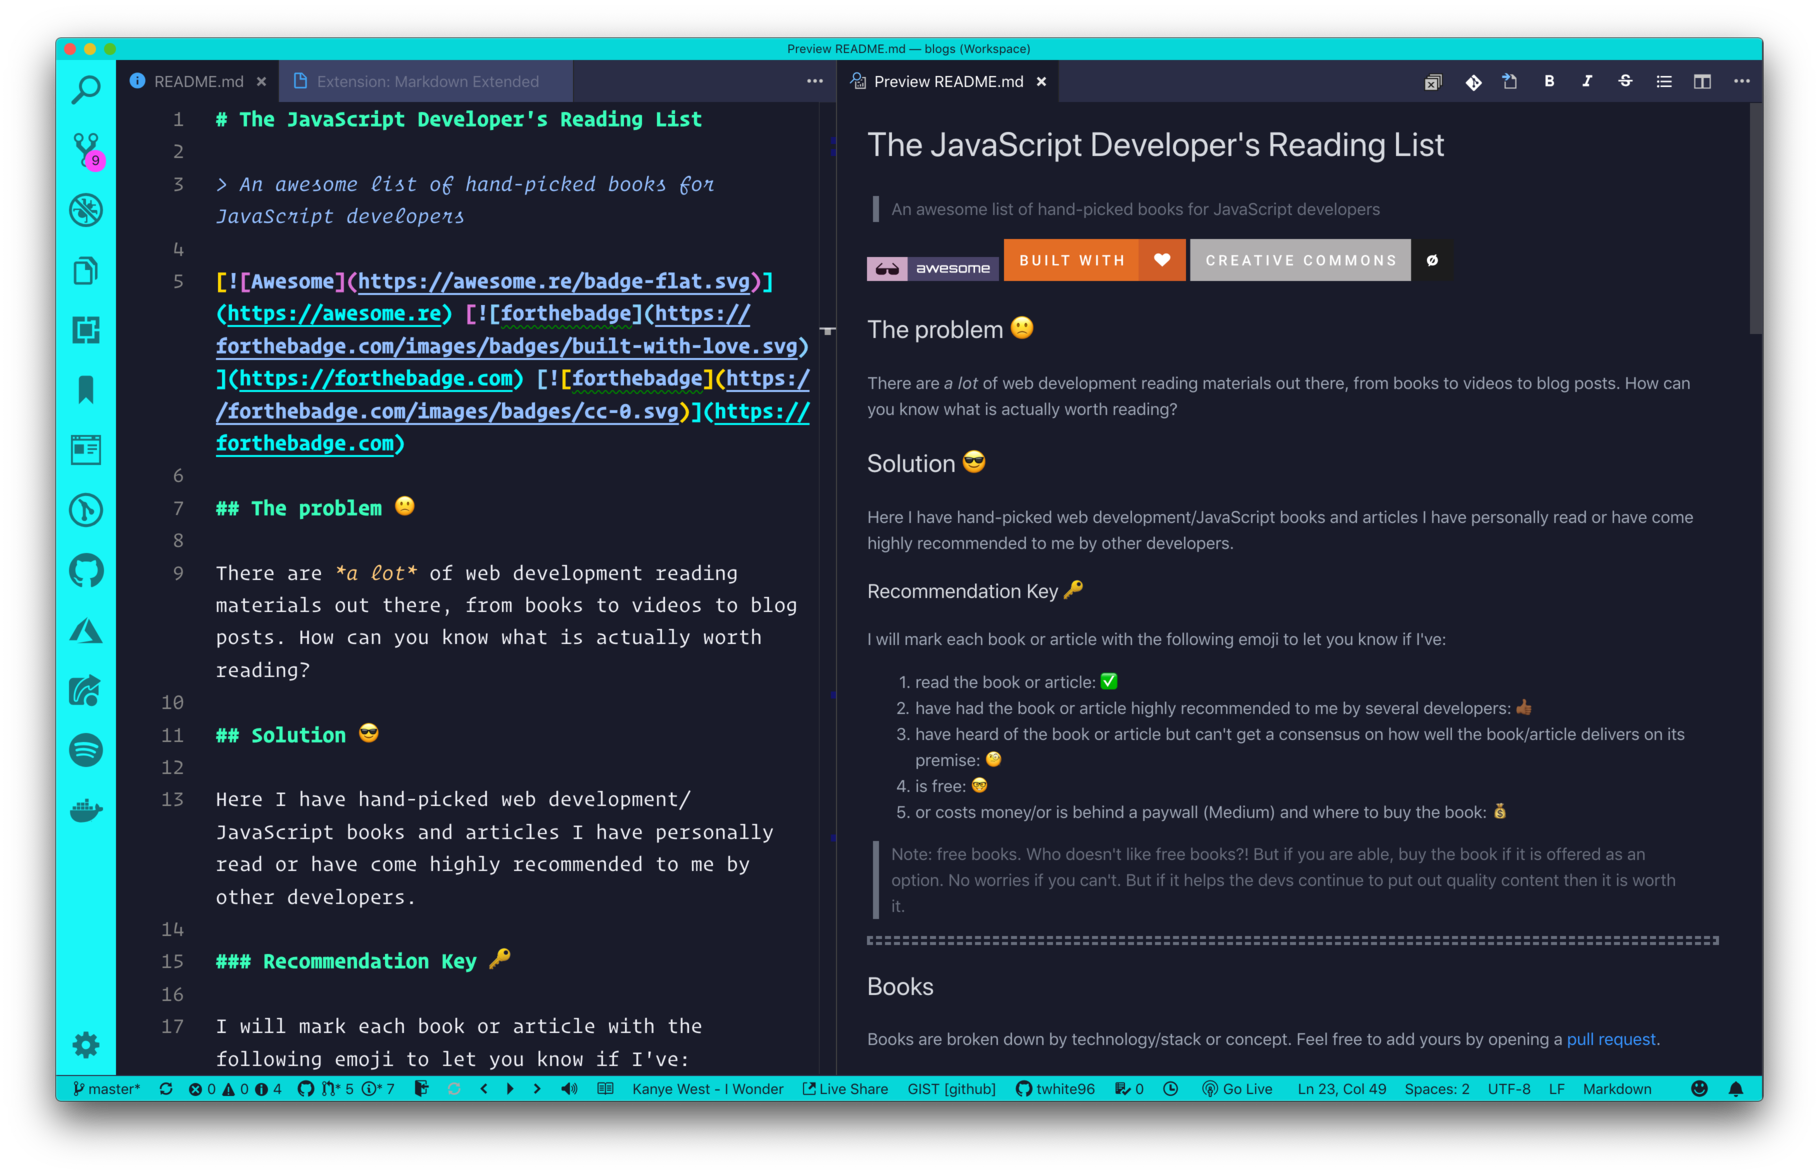 Preview README.md — blogs (Workspace)
README.md
Extension: Markdown Extended
Preview README.md
B I S
9
1 # The JavaScript Developer's Reading List
2
3 > An awesome list of hand-picked books for
JavaScript developers
4
5 [![Awesome](https://awesome.re/badge-flat.svg)]
(https://awesome.re) [![forthebadge](https://
forthebadge.com/images/badges/built-with-love.svg)
](https://forthebadge.com) [![forthebadge](https:/
/forthebadge.com/images/badges/cc-0.svg)](https://
forthebadge.com)
6
7 ## The problem 🙁
8
9 There are *a lot* of web development reading
materials out there, from books to videos to blog
posts. How can you know what is actually worth
reading?
10
11 ## Solution 😎
12
13 Here I have hand-picked web development/
JavaScript books and articles I have personally
read or have come highly recommended to me by
other developers.
14
15 ### Recommendation Key 🔑
16
17 I will mark each book or article with the
following emoji to let you know if I've:
The JavaScript Developer's Reading List
An awesome list of hand-picked books for JavaScript developers
awesome
BUILT WITH
CREATIVE COMMONS
The problem 🙁
There are a lot of web development reading materials out there, from books to videos to blog posts. How can
you know what is actually worth reading?
Solution 😎
Here I have hand-picked web development/JavaScript books and articles I have personally read or have come
highly recommended to me by other developers.
Recommendation Key 🔑
I will mark each book or article with the following emoji to let you know if I've:
1. read the book or article: ✅
2. have had the book or article highly recommended to me by several developers: 👍🏾
3. have heard of the book or article but can't get a consensus on how well the book/article delivers on its
premise: 🤔
4. is free: 🤓
5. or costs money/or is behind a paywall (Medium) and where to buy the book: 💰
Note: free books. Who doesn't like free books?! But if you are able, buy the book if it is offered as an
option. No worries if you can't. But if it helps the devs continue to put out quality content then it is worth
it.
Books
Books are broken down by technology/stack or concept. Feel free to add yours by opening a pull request.
master* 0 0 4 * 5 * 7 Kanye West - I Wonder Live Share GIST [github] twhite96 0 Go Live Ln 23, Col 49 Spaces: 2 UTF-8 LF Markdown